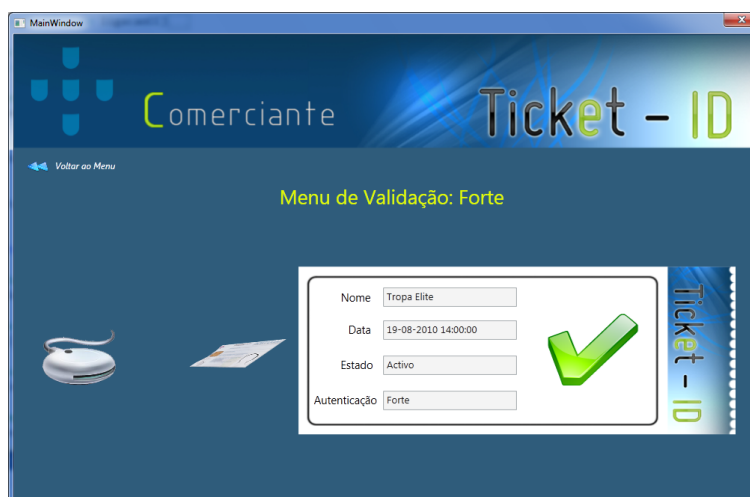 MainWindow
Comerciante
Ticket - ID
Voltar ao Menu
Menu de Validação: Forte
Nome Tropa Elite
Data 19-08-2010 14:00:00
Estado Activo
Autenticação Forte
Ticket - ID